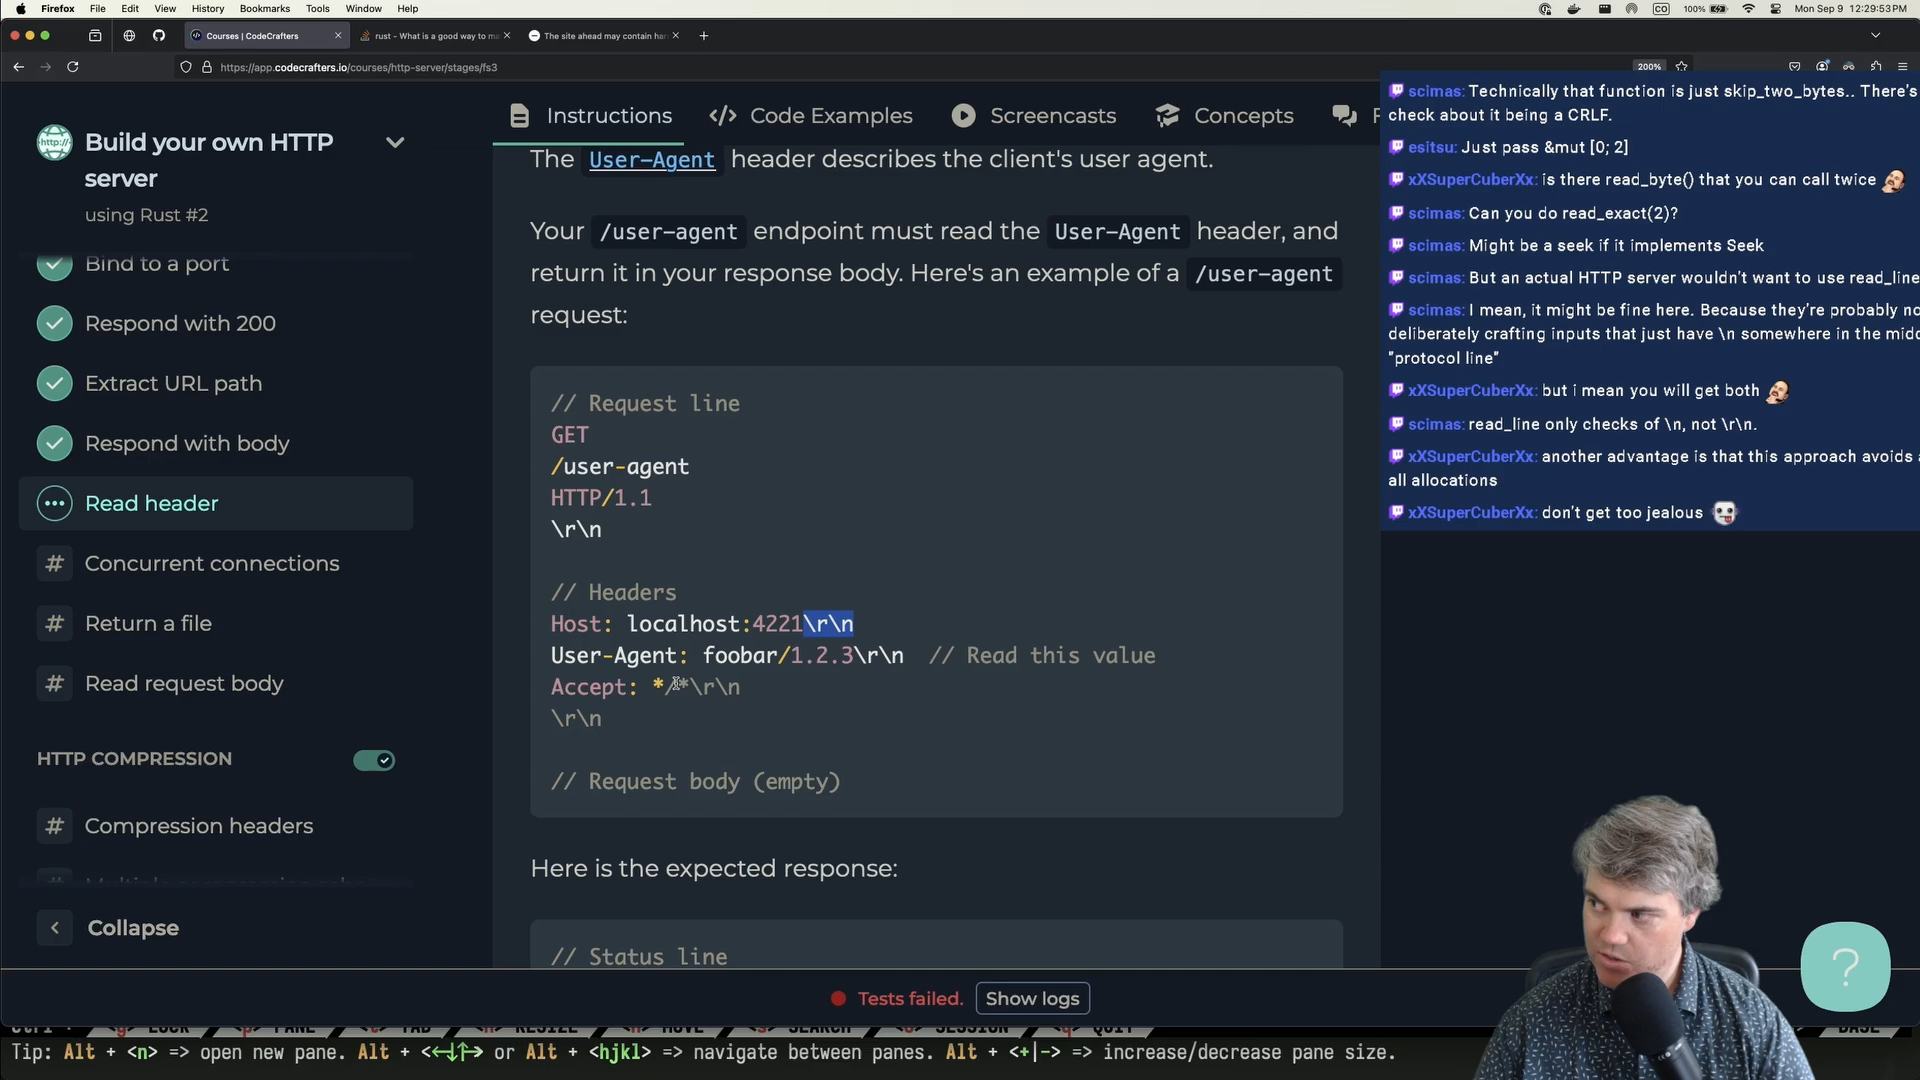 Firefox File Edit View History Bookmarks Tools Window Help
100% Mon Sep 9 12:29:53 PM
Courses | CodeCrafters
rust - What is a good way to ma
The site ahead may contain har
https://app.codecrafters.io/courses/http-server/stages/fs3
200%
Build your own HTTP
server
using Rust #2
Bind to a port
Respond with 200
Extract URL path
Respond with body
Read header
# Concurrent connections
# Return a file
# Read request body
HTTP COMPRESSION
# Compression headers
Collapse
Instructions
Code Examples
Screencasts
Concepts
The User-Agent header describes the client's user agent.
Your /user-agent endpoint must read the User-Agent header, and
return it in your response body. Here's an example of a /user-agent
request:
// Request line
GET
/user-agent
HTTP/1.1
\r\n
// Headers
Host: localhost:4221\r\n
User-Agent: foobar/1.2.3\r\n // Read this value
Accept: */*\r\n
\r\n
// Request body (empty)
Here is the expected response:
// Status line
Tests failed. Show logs
scimas: Technically that function is just skip_two_bytes.. There's
check about it being a CRLF.
esitsu: Just pass &mut [0; 2]
xXSuperCuberXx: is there read_byte() that you can call twice
scimas: Can you do read_exact(2)?
scimas: Might be a seek if it implements Seek
scimas: But an actual HTTP server wouldn't want to use read_line
scimas: I mean, it might be fine here. Because they're probably no
deliberately crafting inputs that just have \n somewhere in the midd
"protocol line"
xXSuperCuberXx: but i mean you will get both
scimas: read_line only checks of \n, not \r\n.
xXSuperCuberXx: another advantage is that this approach avoids a
all allocations
xXSuperCuberXx: don't get too jealous
?
Tip: Alt + <n> => open new pane. Alt + <←↓↑→> or Alt + <hjkl> => navigate between panes. Alt + <+|-> => increase/decrease pane size.